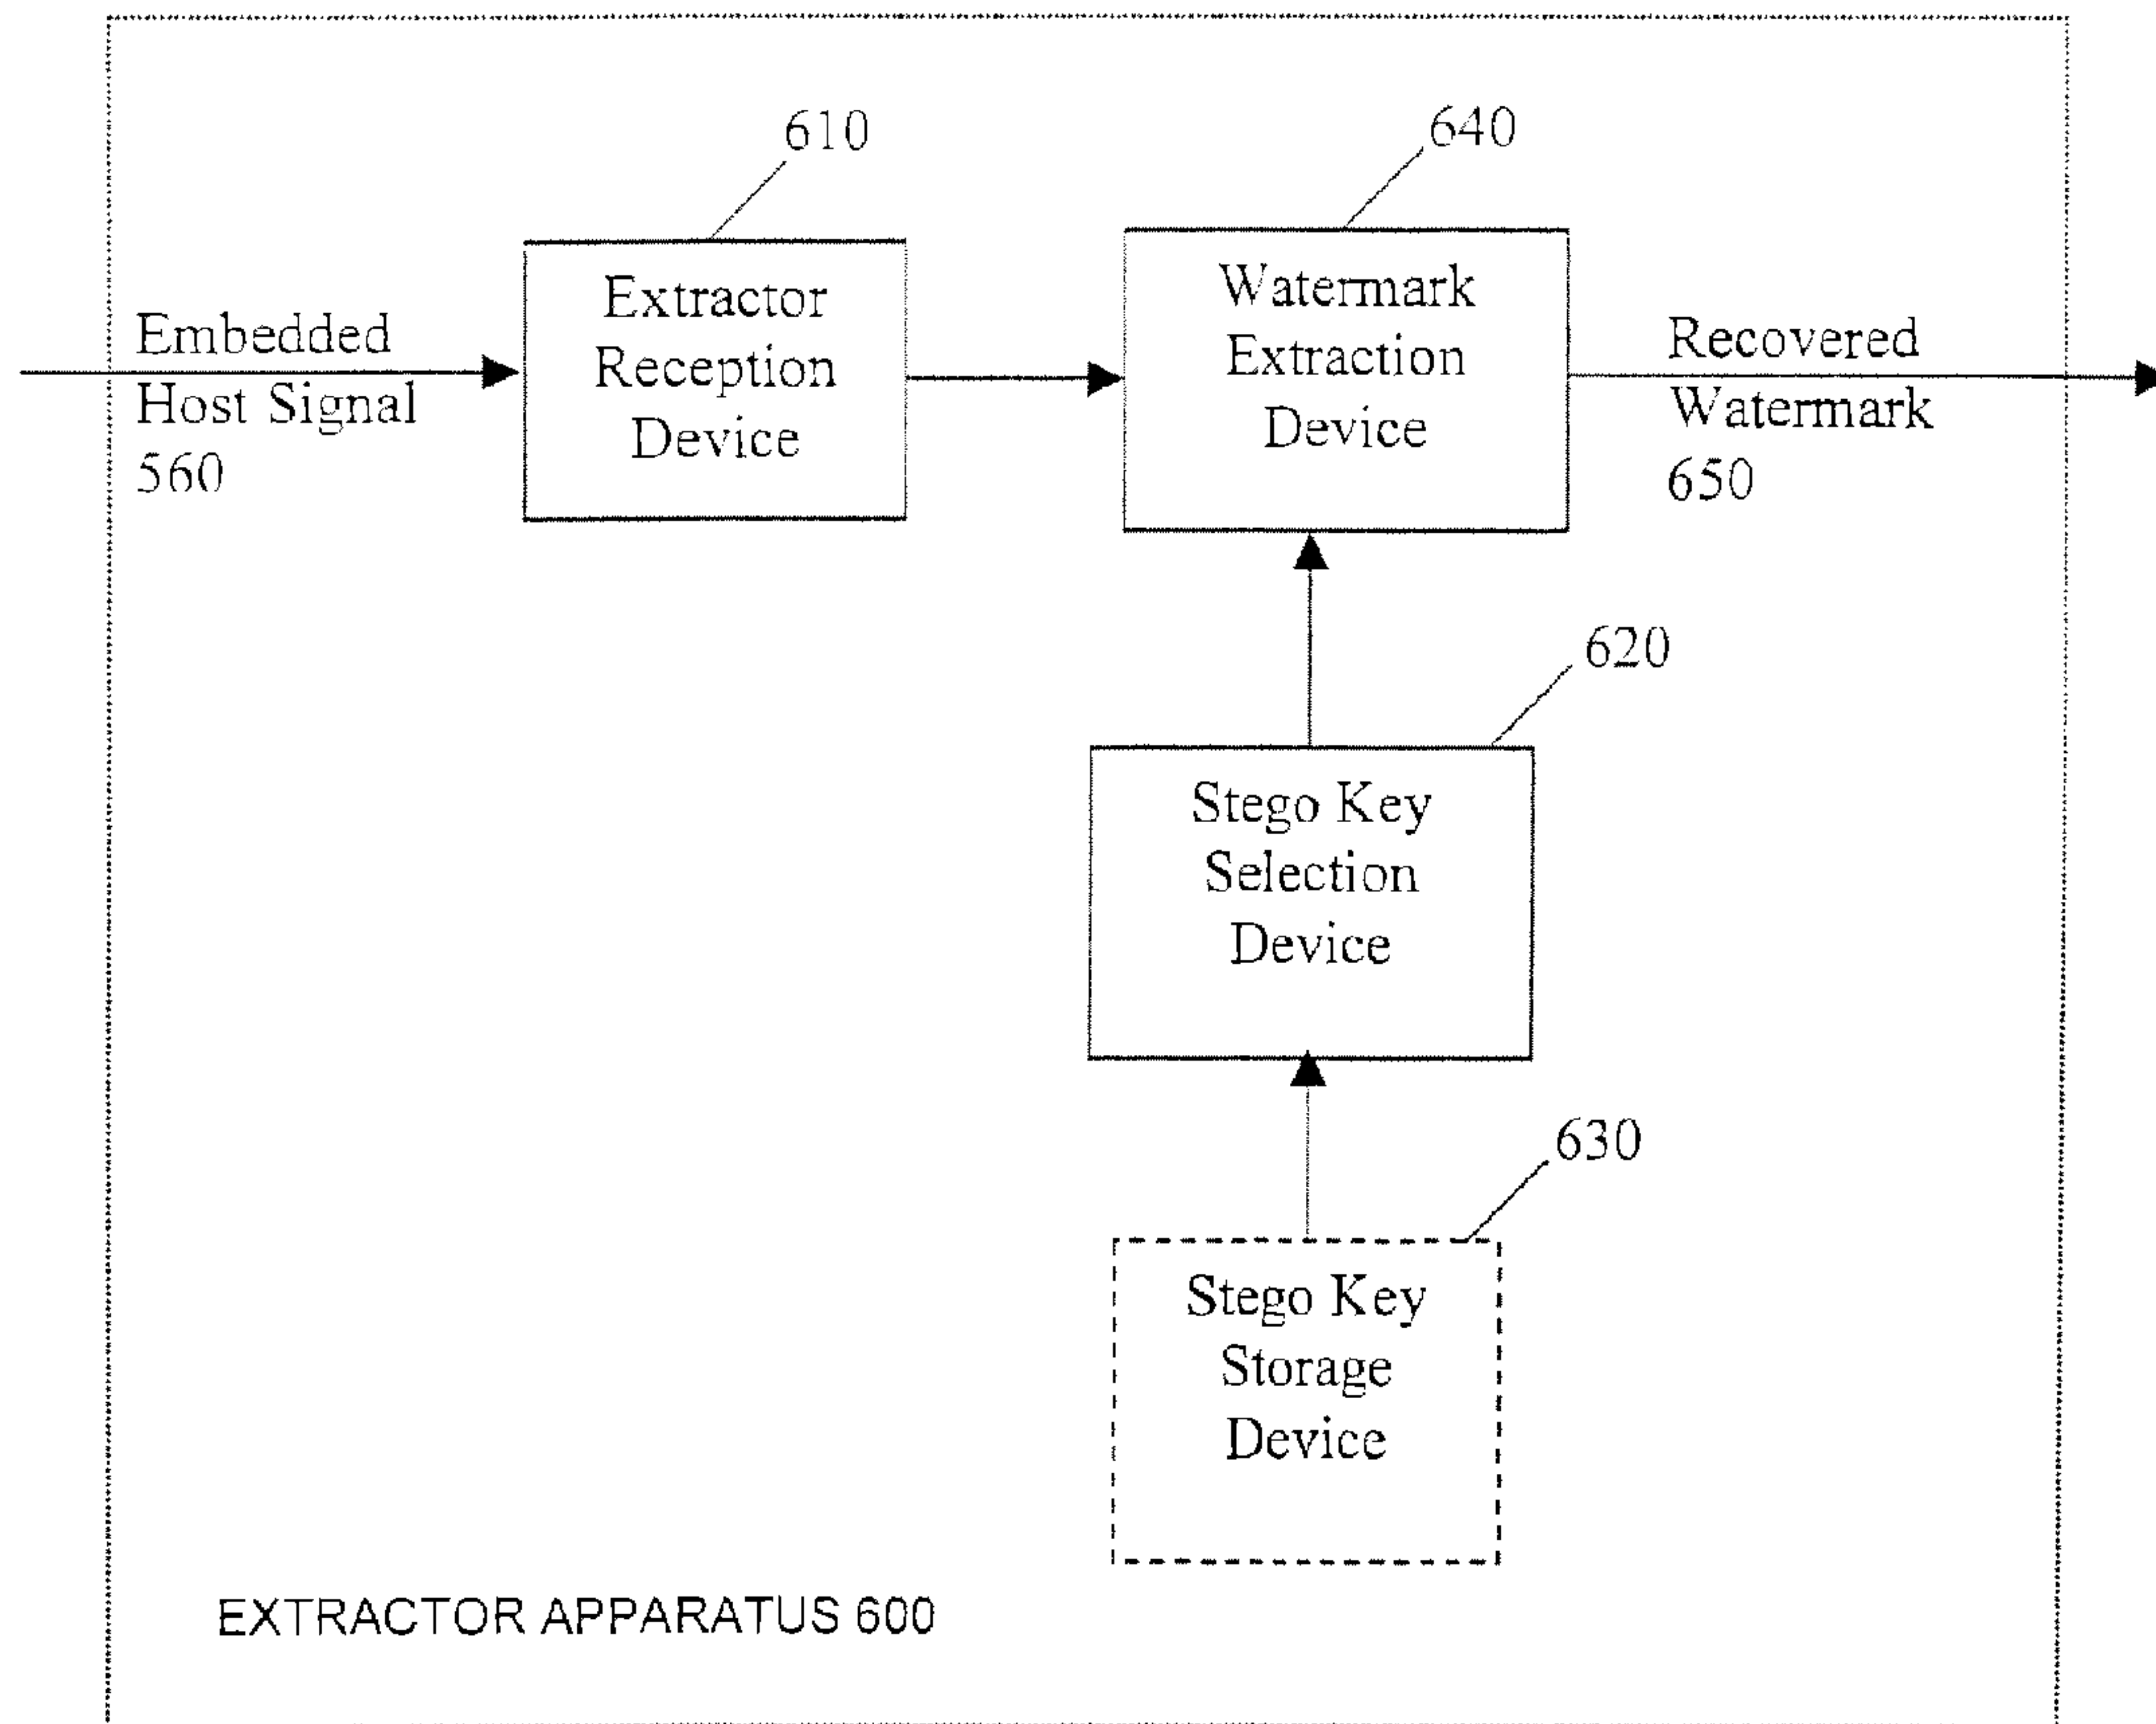 610
640
Embedded
Host Signal
560
Extractor
Reception
Device
Watermark
Extraction
Device
Recovered
Watermark
650
620
Stego Key
Selection
Device
630
Stego Key
Storage
Device
EXTRACTOR APPARATUS 600